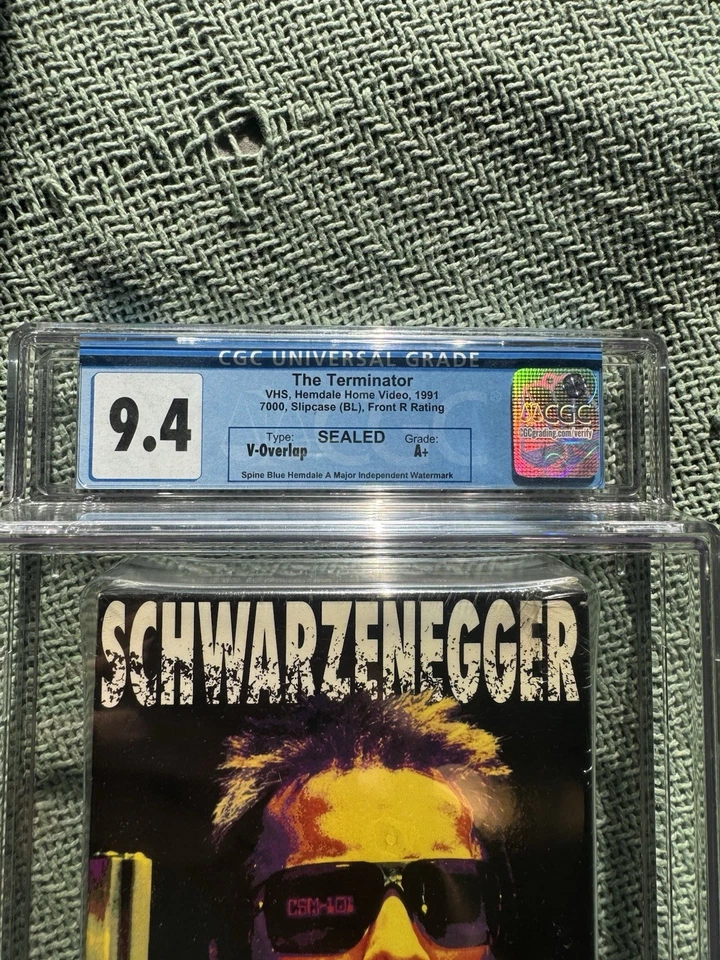 CGC UNIVERSAL GRADE
9.4
The Terminator
VHS, Hemdale Home Video, 1991
7000, Slipcase (BL), Front R Rating
Type: SEALED Grade:
V-Overlap A+
Spine Blue Hemdale A Major Independent Watermark
CGC
CGCgrading.com/verify
SCHWARZENEGGER
CSM-101